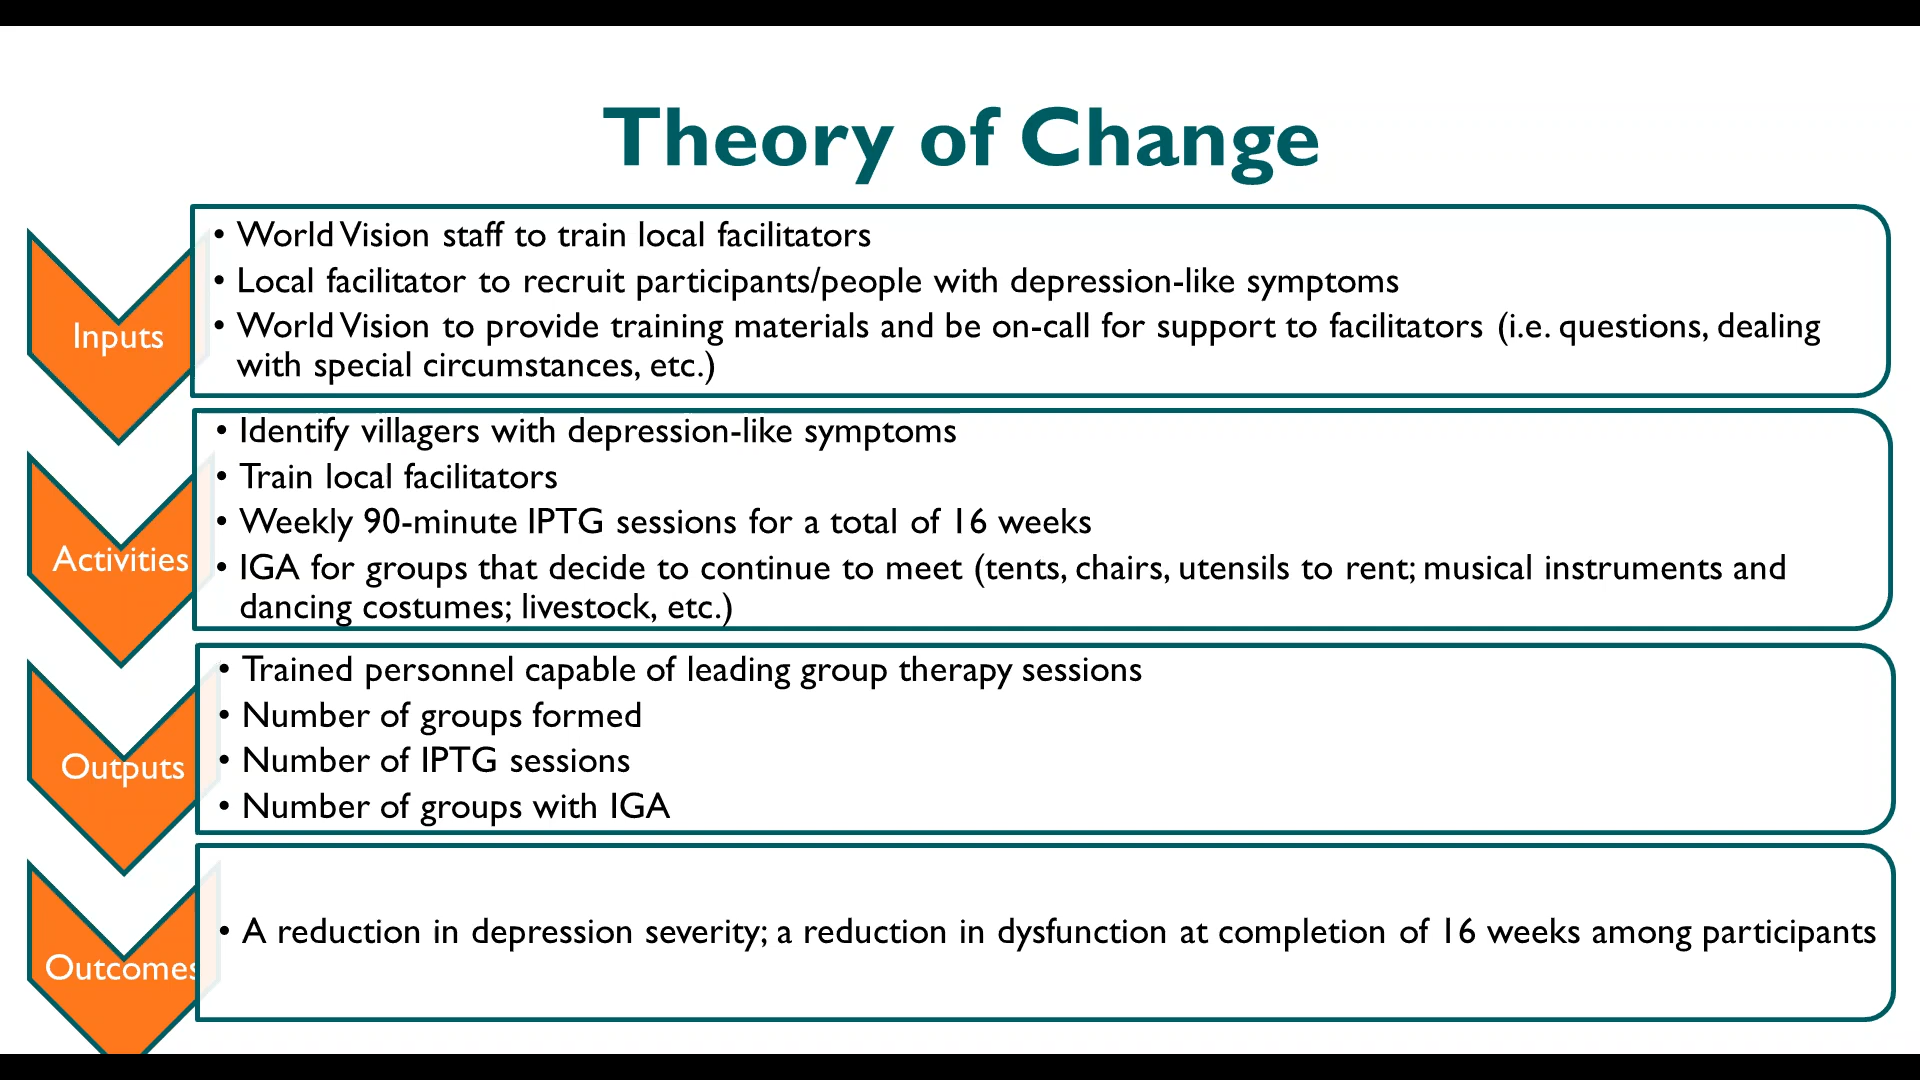 Theory of Change
Inputs
• World Vision staff to train local facilitators
• Local facilitator to recruit participants/people with depression-like symptoms
• World Vision to provide training materials and be on-call for support to facilitators (i.e. questions, dealing
with special circumstances, etc.)
Activities
• Identify villagers with depression-like symptoms
• Train local facilitators
• Weekly 90-minute IPTG sessions for a total of 16 weeks
• IGA for groups that decide to continue to meet (tents, chairs, utensils to rent; musical instruments and
dancing costumes; livestock, etc.)
Outputs
• Trained personnel capable of leading group therapy sessions
• Number of groups formed
• Number of IPTG sessions
• Number of groups with IGA
Outcomes
• A reduction in depression severity; a reduction in dysfunction at completion of 16 weeks among participants